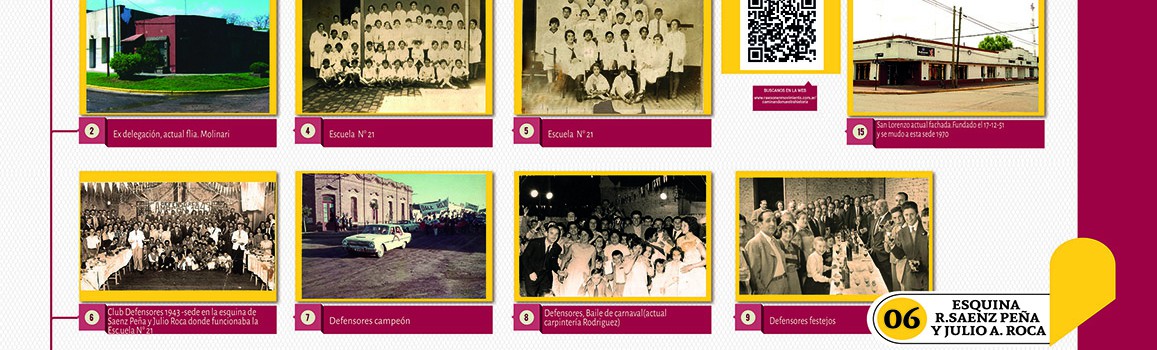 BUSCANOS EN LA WEB
2
Ex delegación, actual flia. Molinari
4
Escuela N° 21
5
Escuela N° 21
15
San Lorenzo actual fachada.Fundado el 17-12-51
y se mudo a esta sede 1970
6
Club Defensores 1943 -sede en la esquina de
Saenz Peña y Julio Roca donde funcionaba la
Escuela N° 21
7
Defensores campeón
8
Defensores, Baile de carnaval(actual
carpintería Rodriguez)
9
Defensores festejos
06
ESQUINA
R.SAENZ PEÑA
Y JULIO A. ROCA